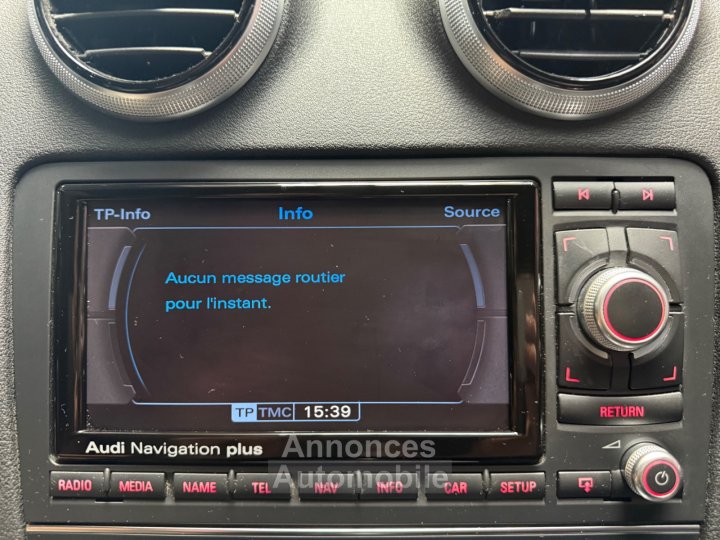 TP-Info Info Source
Aucun message routier
pour l'instant.
TP TMC 15:39
Audi Navigation plus
RETURN
Annonces
Automobile
RADIO MEDIA NAME TEL NAV INFO CAR SETUP